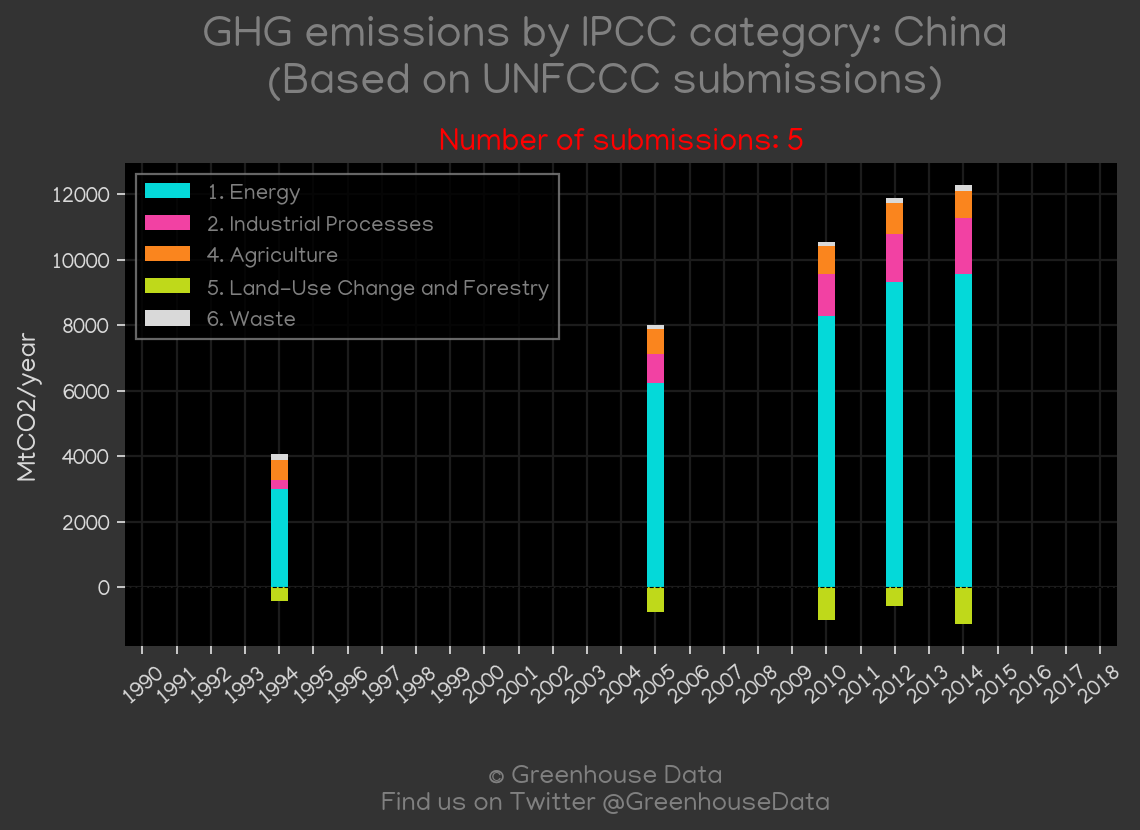 GHG emissions by IPCC category: China
(Based on UNFCCC submissions)
Number of submissions: 5
1. Energy
2. Industrial Processes
4. Agriculture
5. Land-Use Change and Forestry
6. Waste
MtCO2/year
12000
10000
8000
6000
4000
2000
0
1990 1991 1992 1993 1994 1995 1996 1997 1998 1999 2000 2001 2002 2003 2004 2005 2006 2007 2008 2009 2010 2011 2012 2013 2014 2015 2016 2017 2018
© Greenhouse Data
Find us on Twitter @GreenhouseData